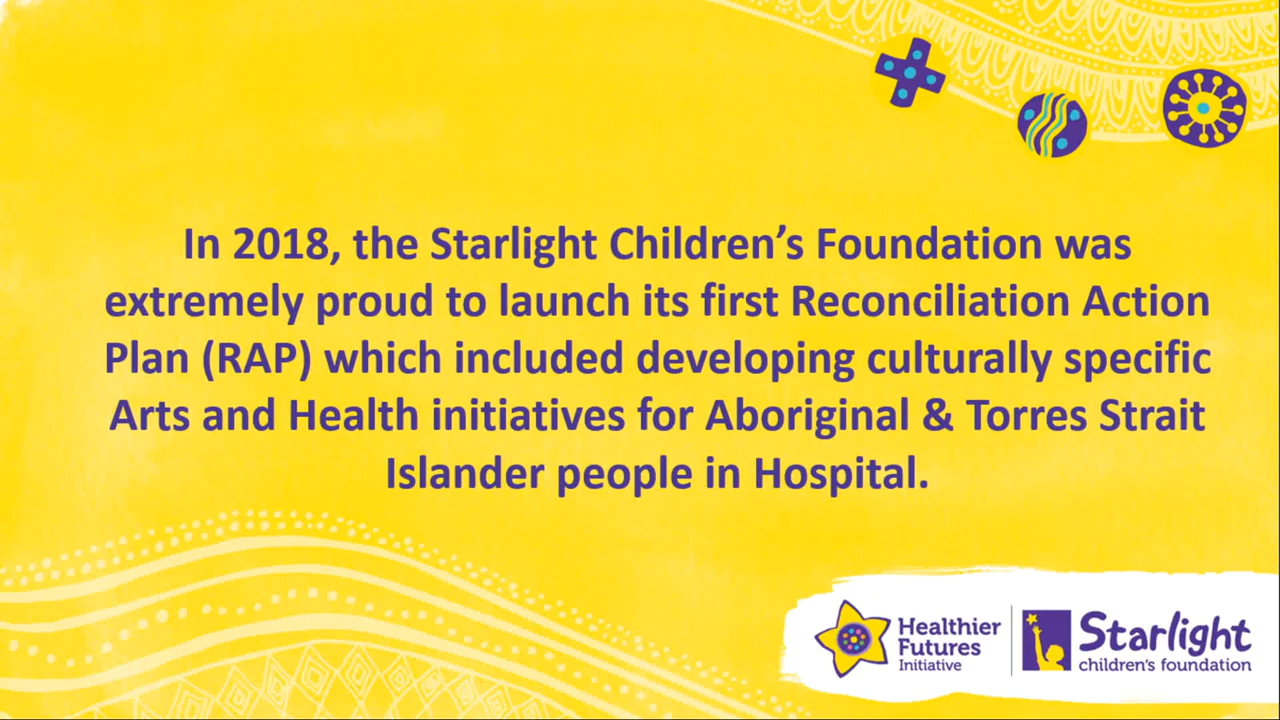 In 2018, the Starlight Children’s Foundation was
extremely proud to launch its first Reconciliation Action
Plan (RAP) which included developing culturally specific
Arts and Health initiatives for Aboriginal & Torres Strait
Islander people in Hospital.
Healthier
Futures
Initiative
Starlight
children's foundation